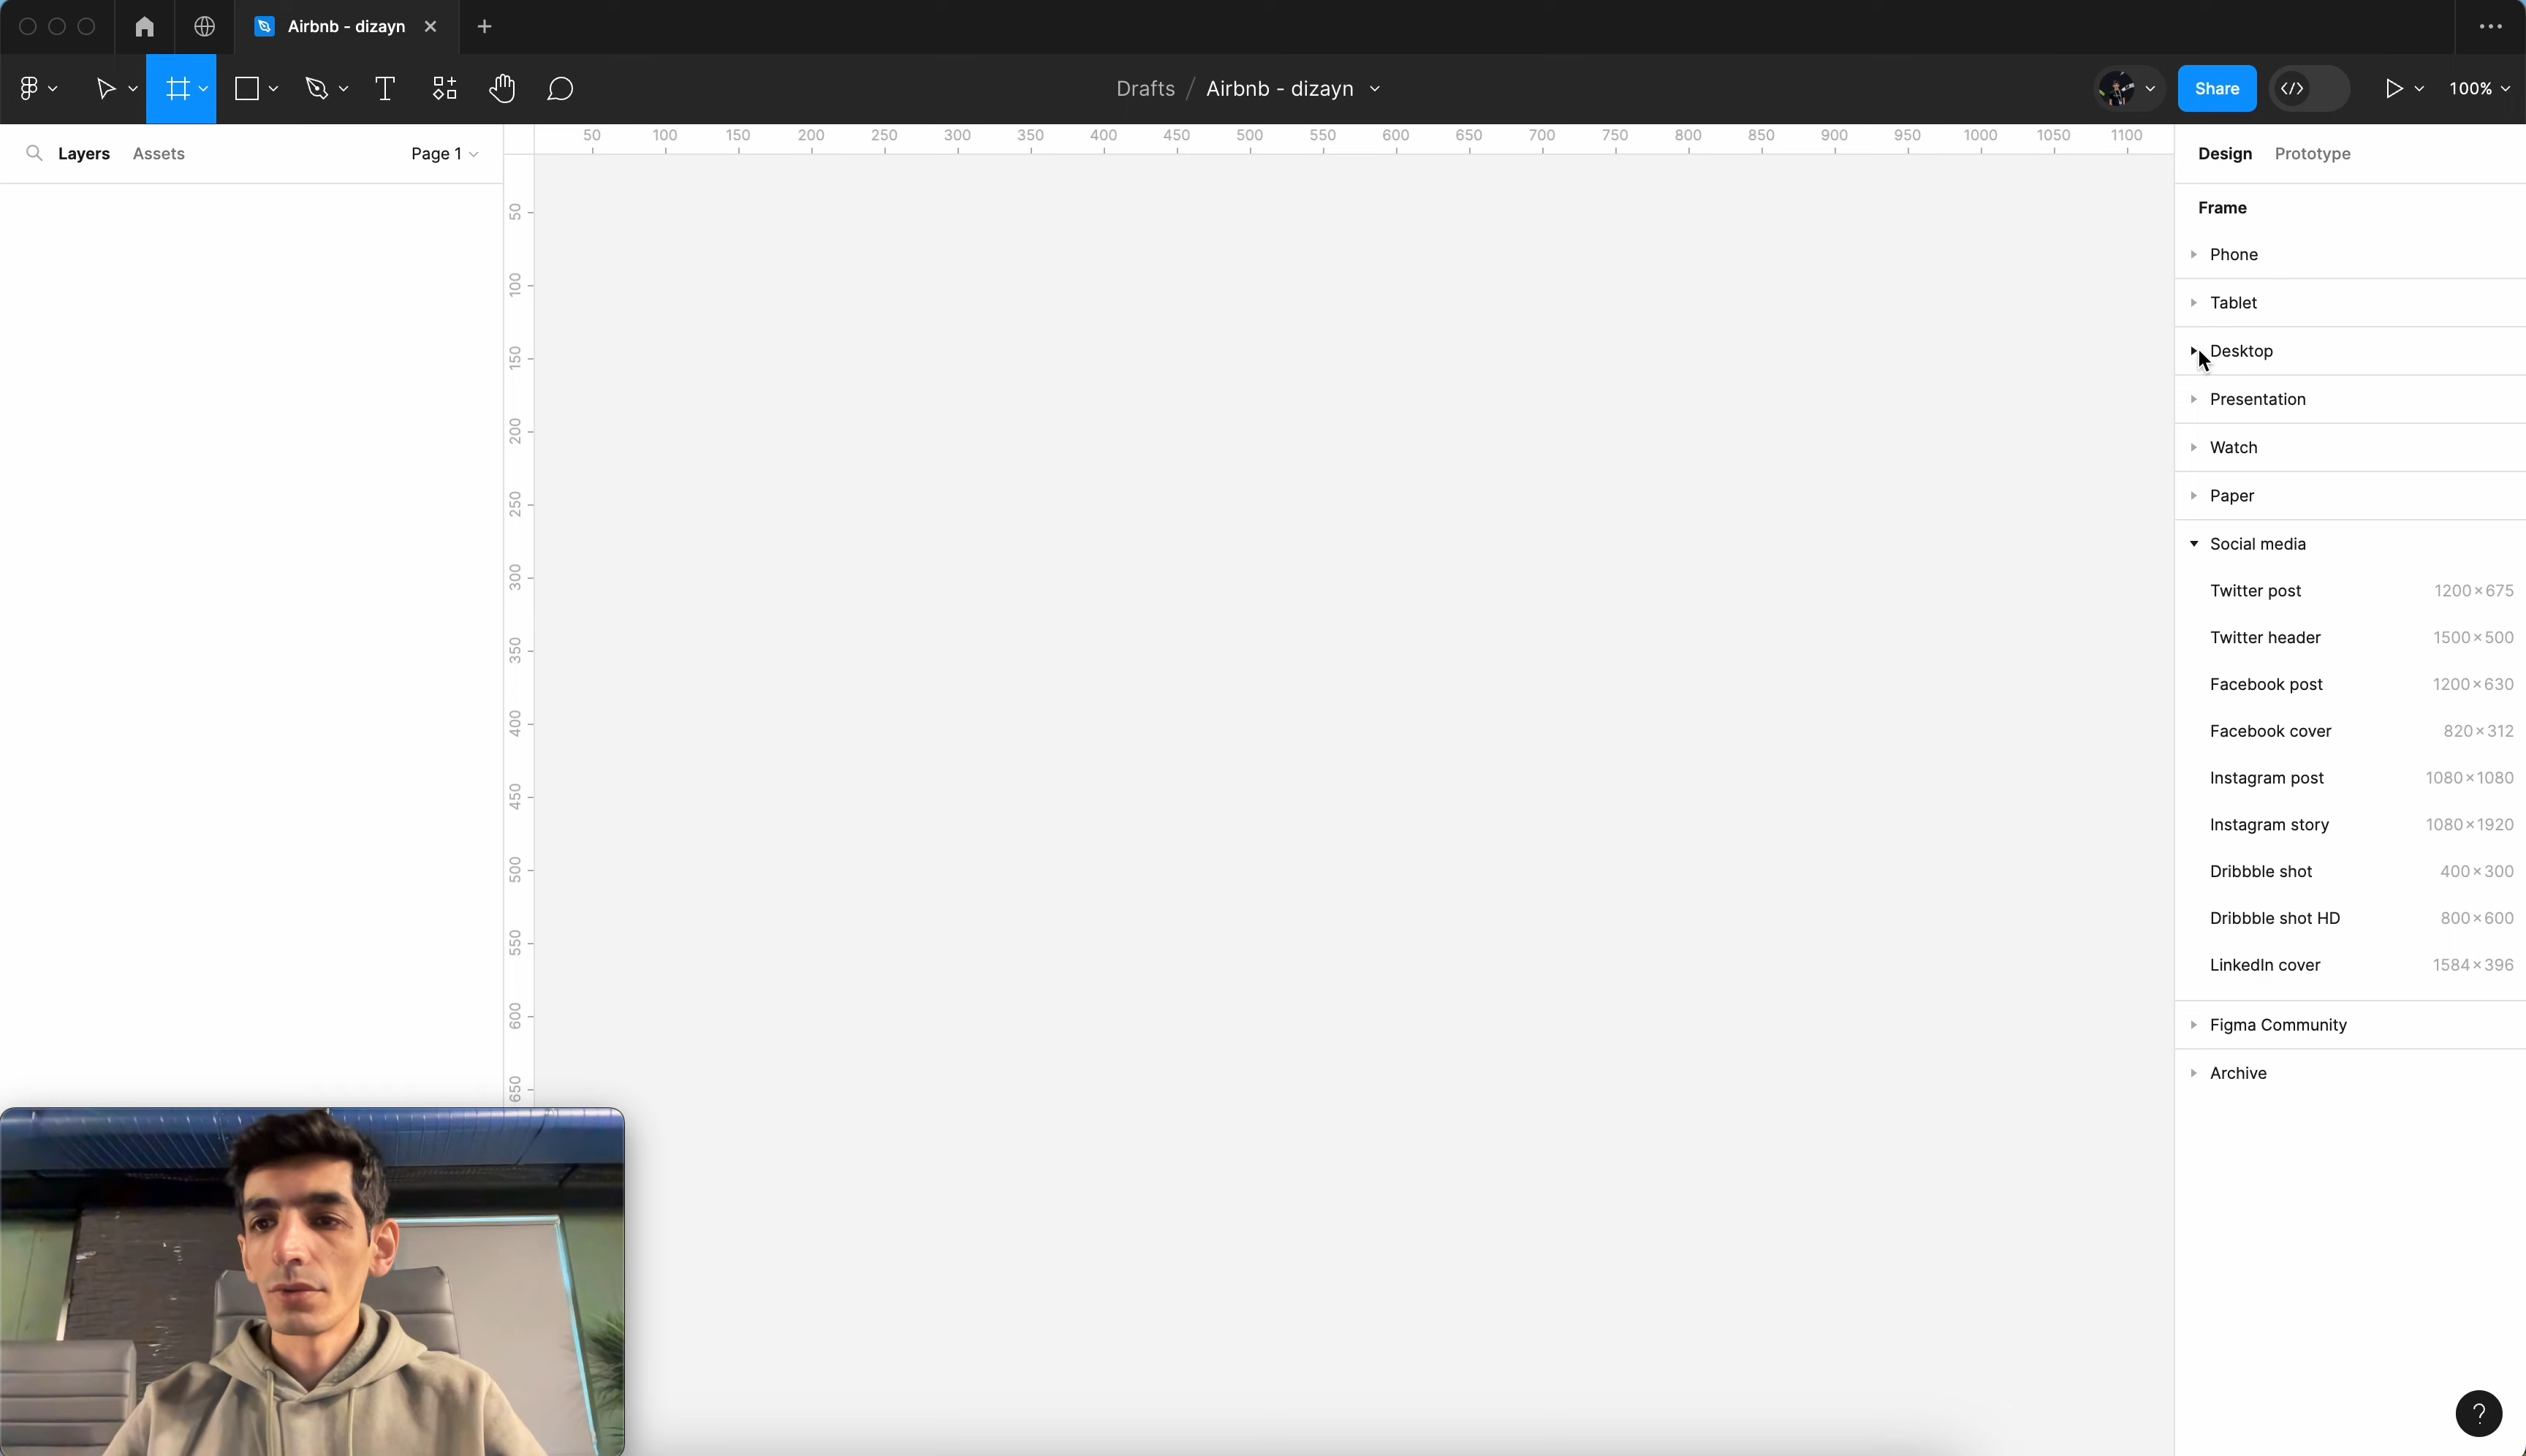 Airbnb - dizayn
Drafts / Airbnb - dizayn
Share
100%
Layers
Assets
Page 1
50 100 150 200 250 300 350 400 450 500 550 600 650 700 750 800 850 900 950 1000 1050 1100
50
100
150
200
250
300
350
400
450
500
550
600
650
Design
Prototype
Frame
Phone
Tablet
Desktop
Presentation
Watch
Paper
Social media
Twitter post 1200×675
Twitter header 1500×500
Facebook post 1200×630
Facebook cover 820×312
Instagram post 1080×1080
Instagram story 1080×1920
Dribbble shot 400×300
Dribbble shot HD 800×600
LinkedIn cover 1584×396
Figma Community
Archive
?